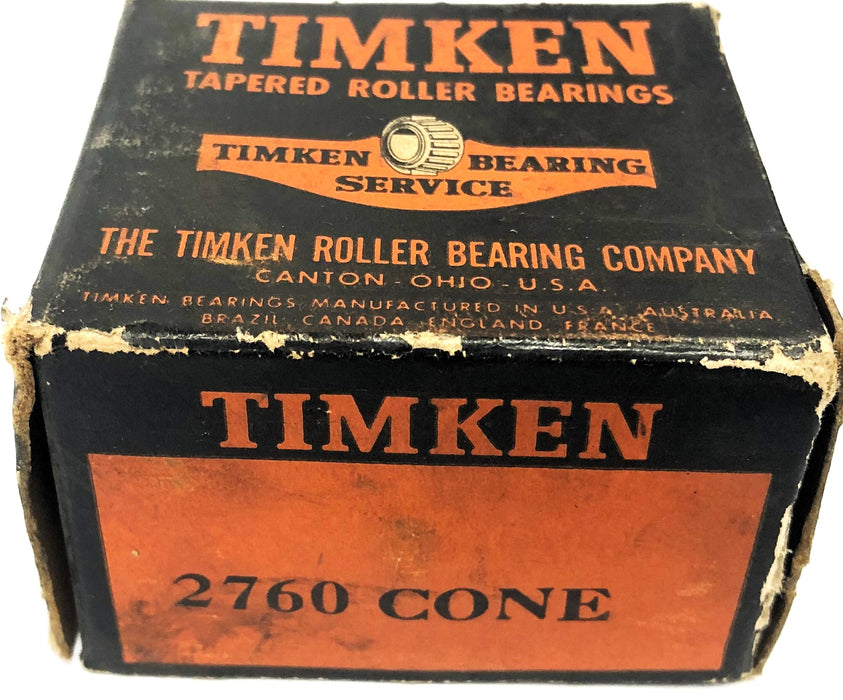 TIMKEN
TAPERED ROLLER BEARINGS
TIMKEN BEARING
SERVICE
THE TIMKEN ROLLER BEARING COMPANY
CANTON - OHIO - U.S.A.
TIMKEN BEARINGS MANUFACTURED IN U.S.A., AUSTRALIA
BRAZIL, CANADA, ENGLAND, FRANCE
TIMKEN
2760 CONE